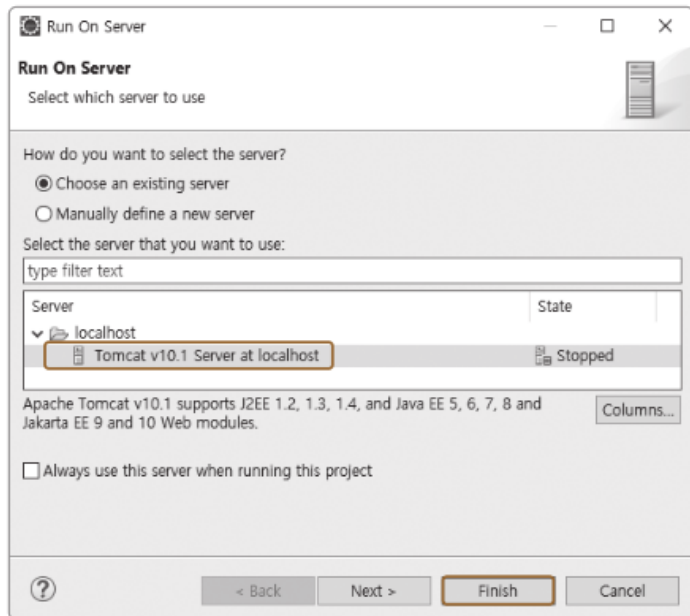 Run On Server
Run On Server
Select which server to use
How do you want to select the server?
Choose an existing server
Manually define a new server
Select the server that you want to use:
type filter text
Server State
localhost
Tomcat v10.1 Server at localhost Stopped
Apache Tomcat v10.1 supports J2EE 1.2, 1.3, 1.4, and Java EE 5, 6, 7, 8 and
Jakarta EE 9 and 10 Web modules.
Columns...
Always use this server when running this project
? < Back Next > Finish Cancel